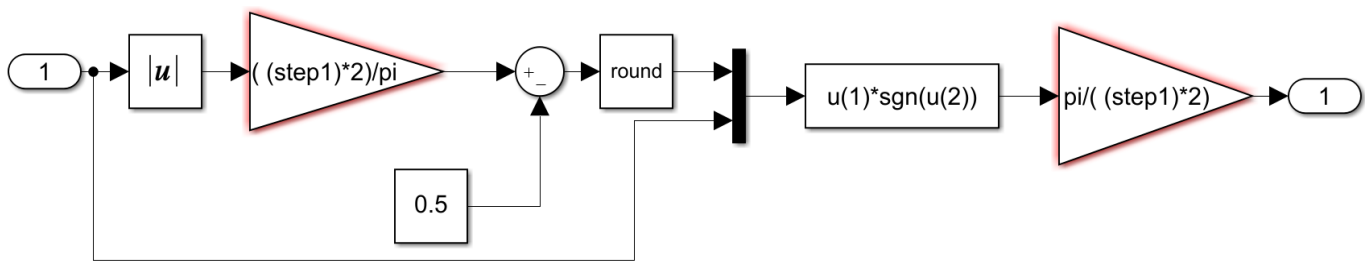 1
|u|
( (step1)*2)/pi
+
−
round
0.5
u(1)*sgn(u(2))
pi/( (step1)*2)
1